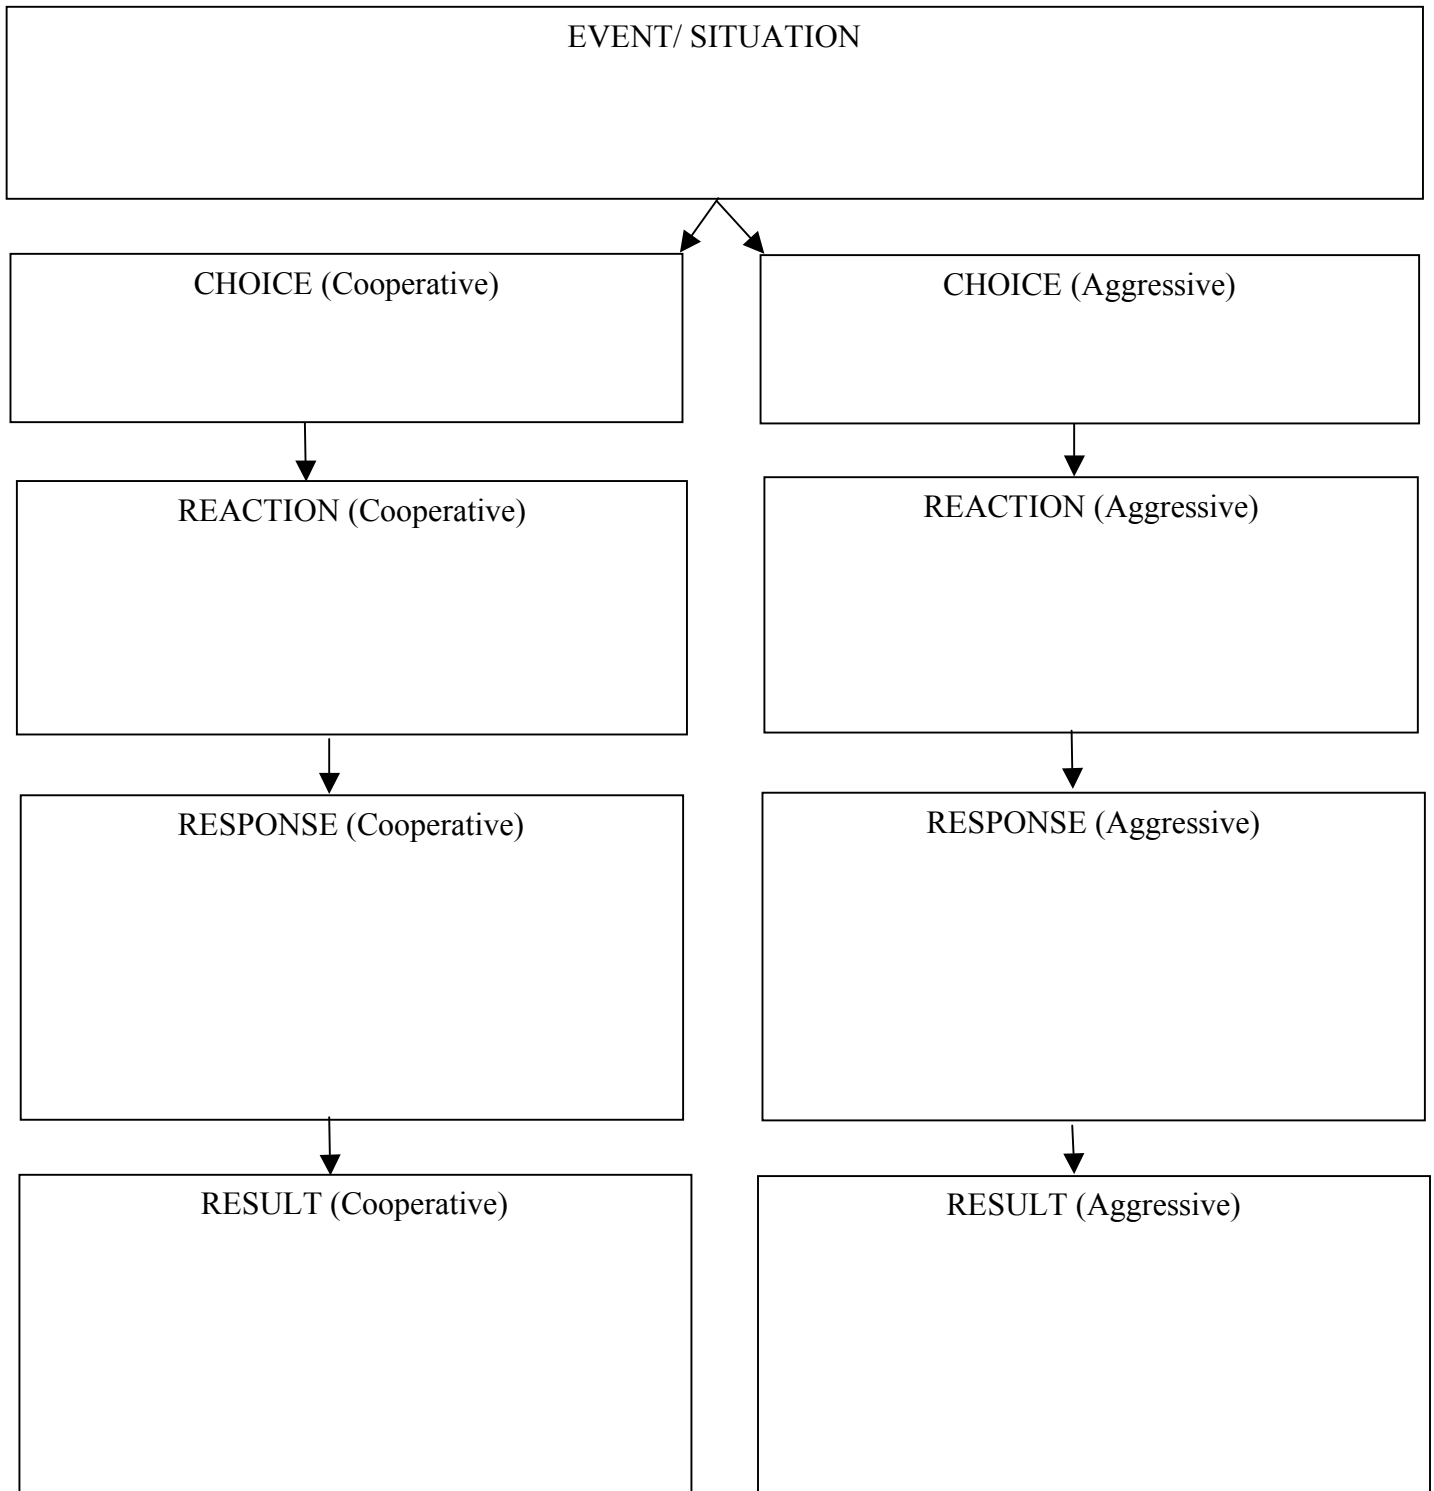 EVENT/ SITUATION
CHOICE (Cooperative)
CHOICE (Aggressive)
REACTION (Cooperative)
REACTION (Aggressive)
RESPONSE (Cooperative)
RESPONSE (Aggressive)
RESULT (Cooperative)
RESULT (Aggressive)